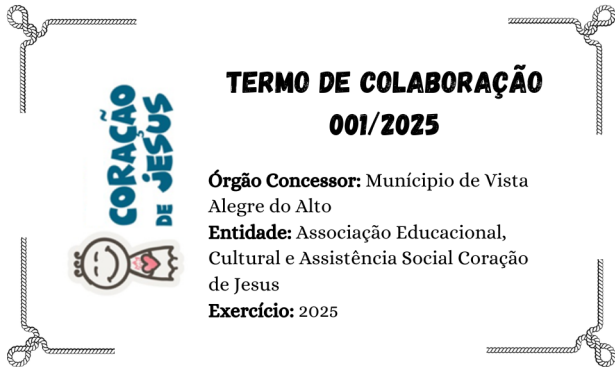 CORAÇÃO
DE JESUS
TERMO DE COLABORAÇÃO
001/2025
Órgão Concessor: Munícipio de Vista
Alegre do Alto
Entidade: Associação Educacional,
Cultural e Assistência Social Coração
de Jesus
Exercício: 2025